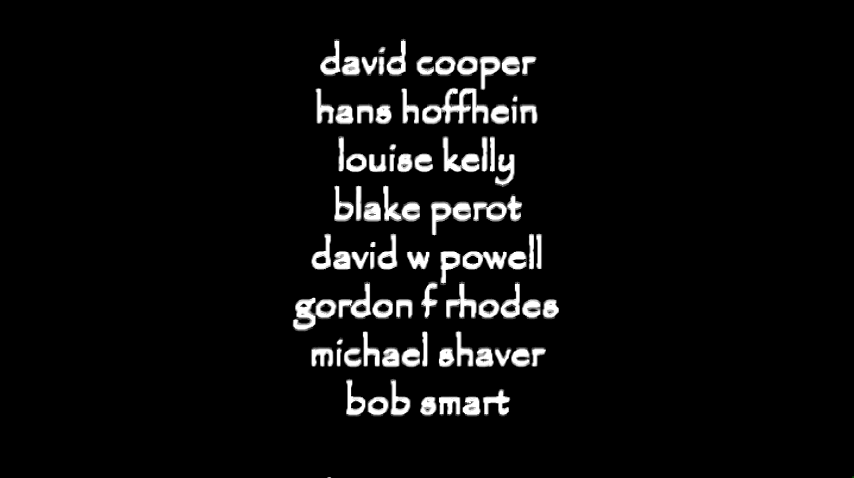 david cooper
hans hoffhein
louise kelly
blake perot
david w powell
gordon f rhodes
michael shaver
bob smart